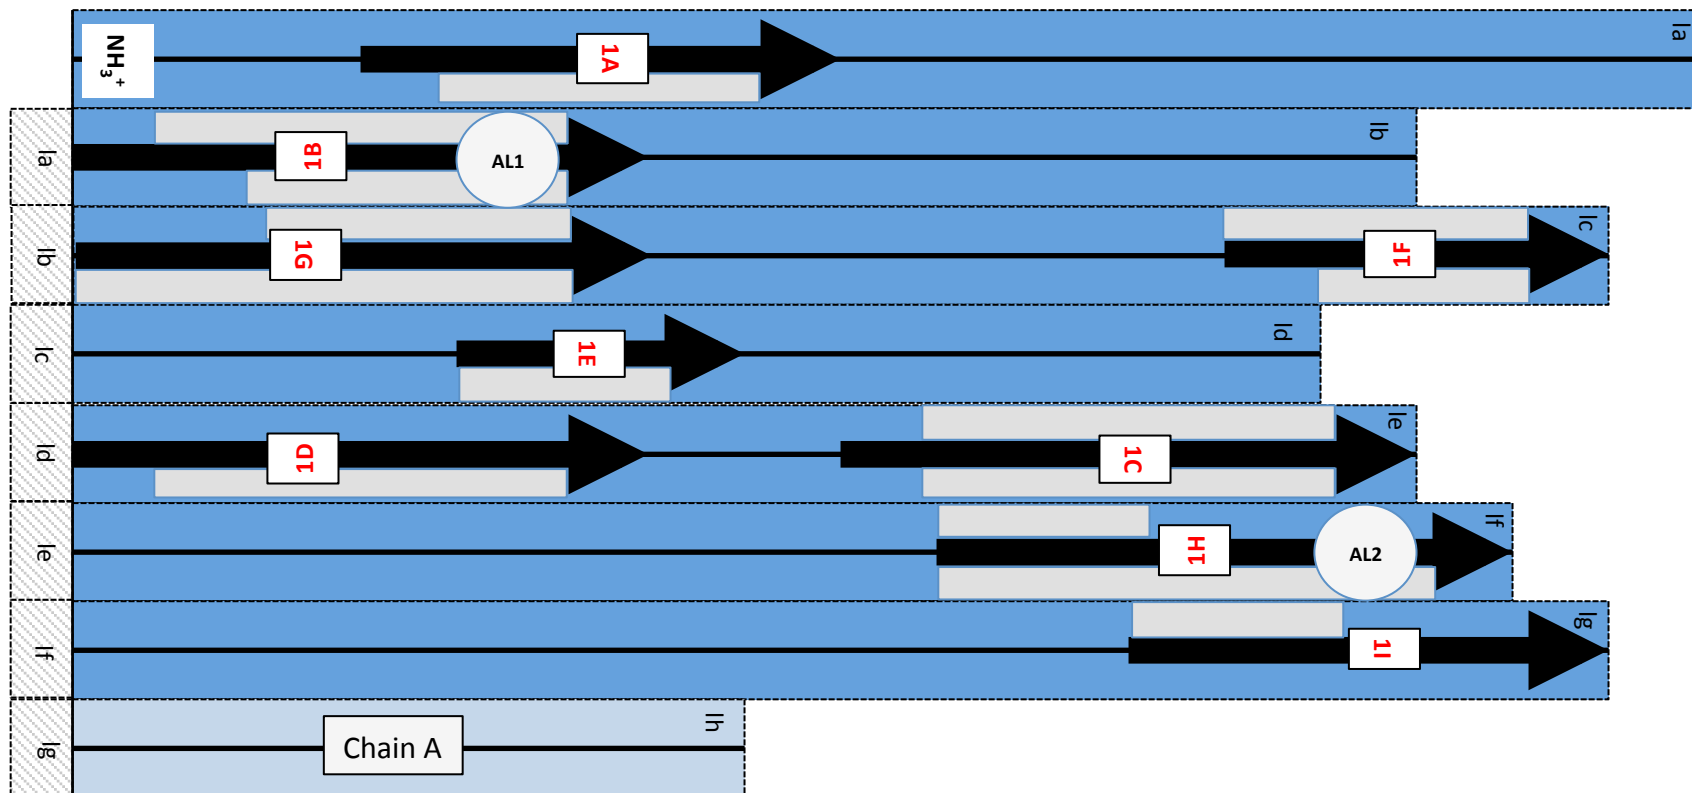 NH₃⁺
1A
Ia
Ia
1B
AL1
Ib
Ib
1G
1F
Ic
Ic
1E
Id
Id
1D
1C
Ie
Ie
1H
AL2
If
If
1I
Ig
Ig
Chain A
Ih